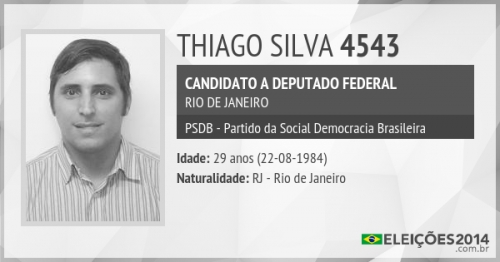 THIAGO SILVA 4543
CANDIDATO A DEPUTADO FEDERAL
RIO DE JANEIRO
PSDB - Partido da Social Democracia Brasileira
Idade: 29 anos (22-08-1984)
Naturalidade: RJ - Rio de Janeiro
ELEIÇÕES2014
.com.br